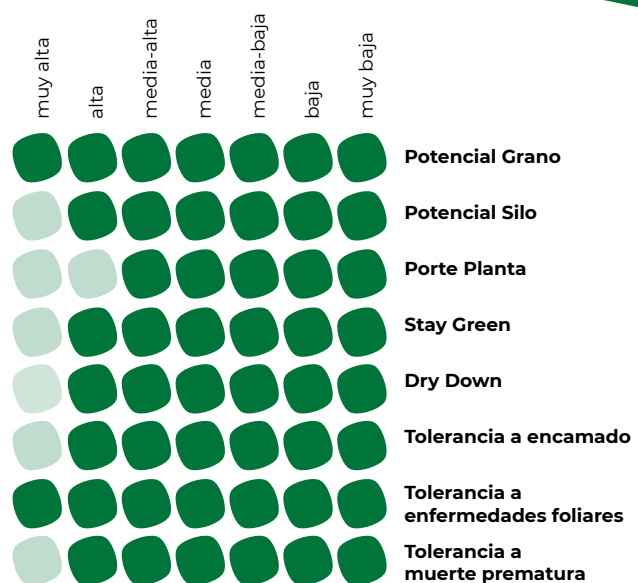 muy alta
alta
media-alta
media
media-baja
baja
muy baja
Potencial Grano
Potencial Silo
Porte Planta
Stay Green
Dry Down
Tolerancia a encamado
Tolerancia a
enfermedades foliares
Tolerancia a
muerte prematura